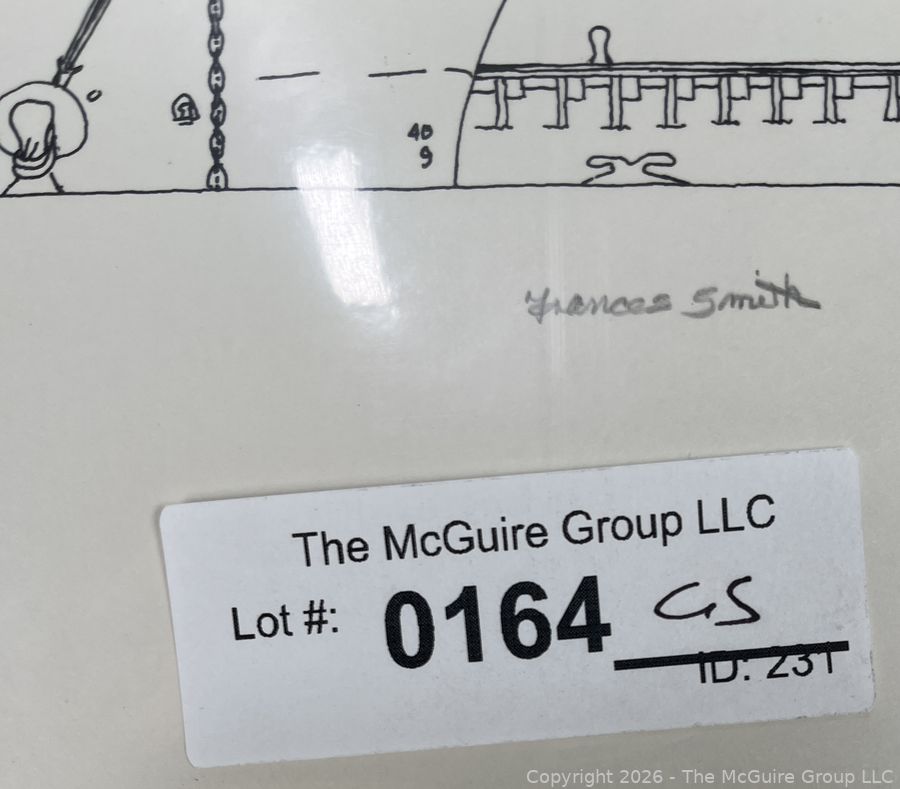 40
9
Frances Smith
The McGuire Group LLC
Lot #: 0164 GS
ID: 231
Copyright 2026 - The McGuire Group LLC